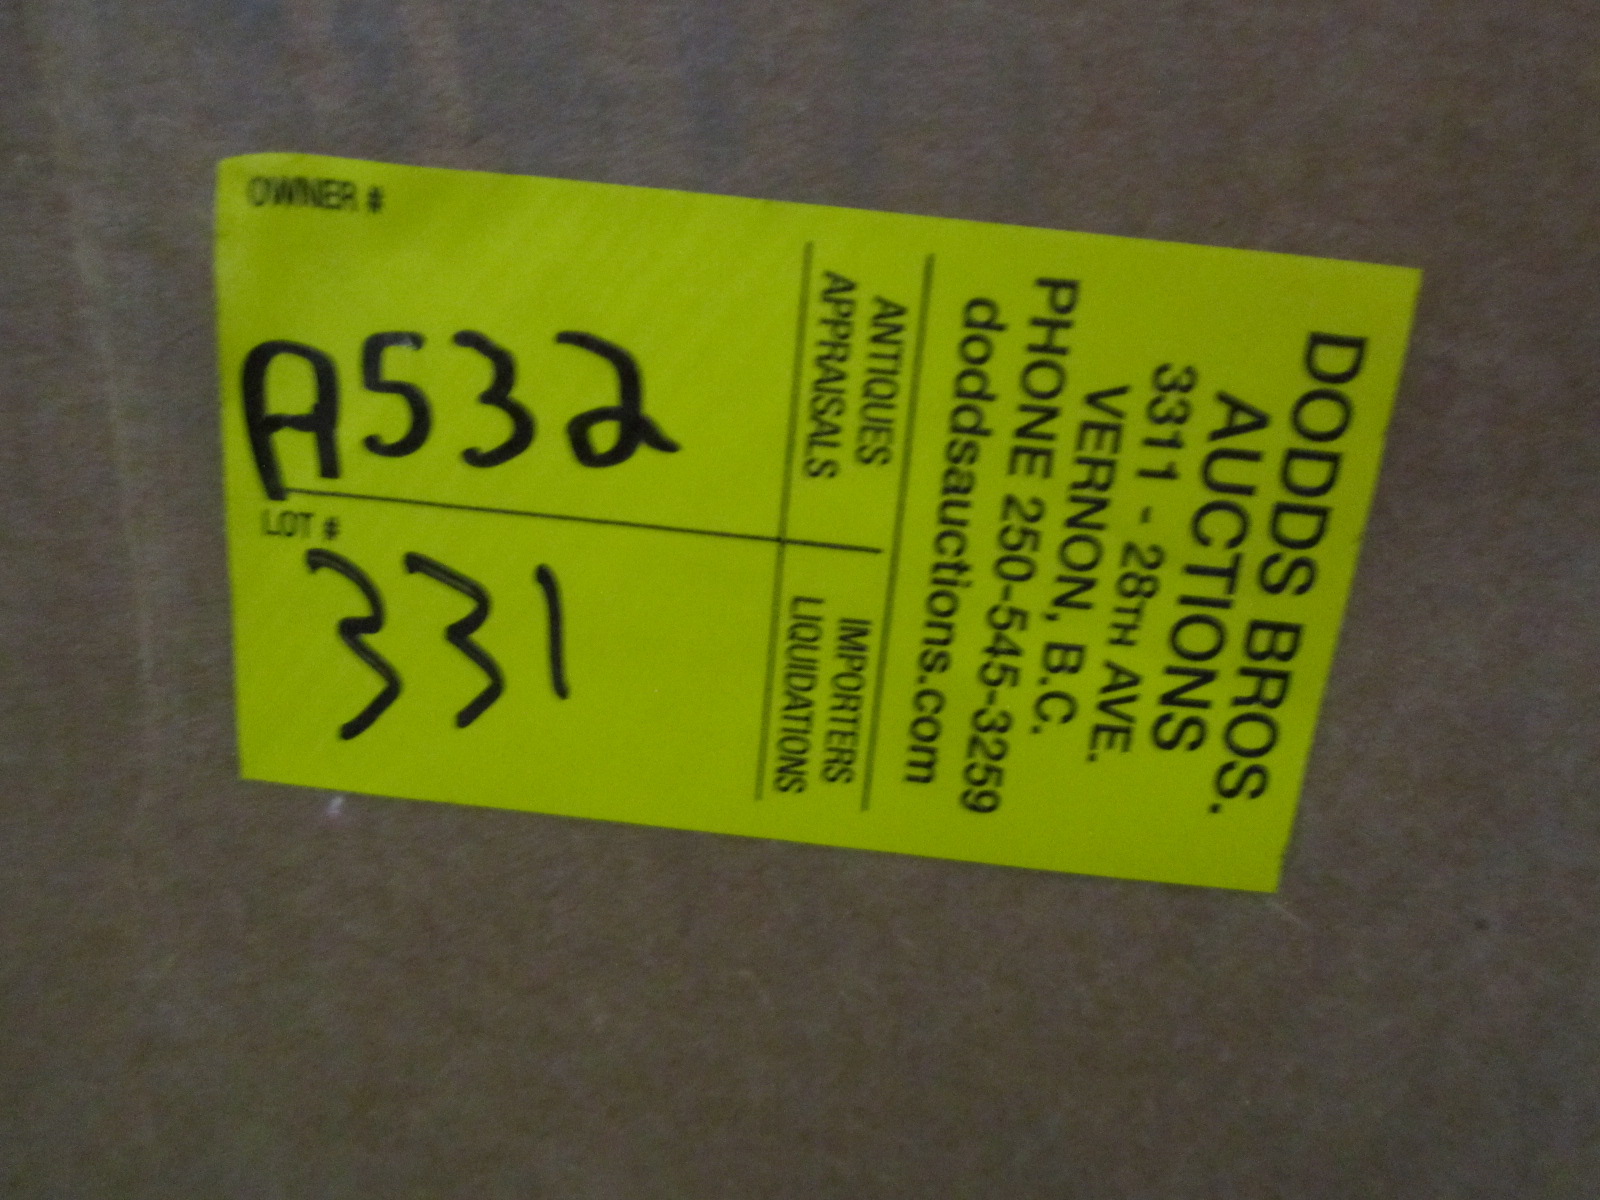 DODDS BROS.
AUCTIONS
3311 - 28TH AVE.
VERNON, B.C.
PHONE 250-545-3259
doddsauctions.com
ANTIQUES
APPRAISALS
IMPORTERS
LIQUIDATIONS
OWNER #
A532
LOT #
331